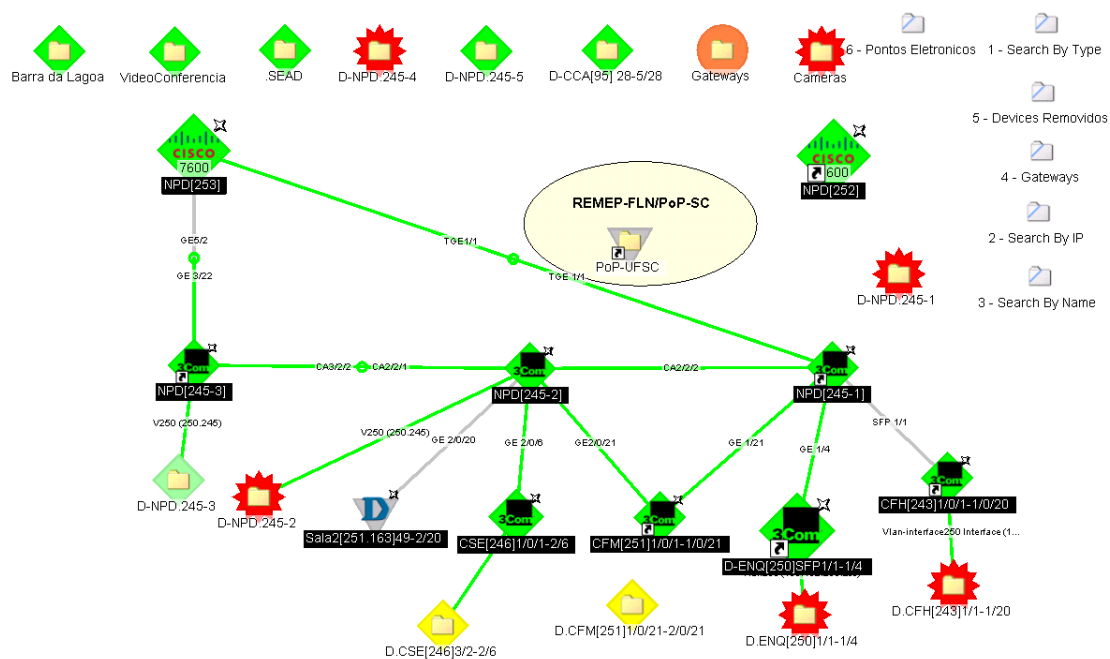 6 - Pontos Eletronicos
1 - Search By Type
Barra da Lagoa
VideoConferencia
.SEAD
D-NPD.245-4
D-NPD.245-5
D-CCA[95] 28-5/28
Gateways
Cameras
5 - Devices Removidos
CISCO
7600
NPD[253]
CISCO
600
NPD[252]
4 - Gateways
REMEP-FLN/PoP-SC
PoP-UFSC
2 - Search By IP
GE5/2
TGE1/1
GE 3/22
TGE 1/1
D-NPD.245-1
3 - Search By Name
3Com
NPD[245-3]
CA3/2/2
CA2/2/1
3Com
NPD[245-2]
CA2/2/2
3Com
NPD[245-1]
V250 (250.245)
V250 (250.245)
GE 2/0/20
GE 2/0/6
GE2/0/21
GE 1/21
GE 1/4
SFP 1/1
D-NPD.245-3
D-NPD.245-2
D
Sala2[251.163]49-2/20
3Com
CSE[246]1/0/1-2/6
3Com
CFM[251]1/0/1-1/0/21
3Com
D-ENQ[250]SFP1/1-1/4
3Com
CFH[243]1/0/1-1/0/20
Vlan-interface250 Interface (1...
D.CSE[246]3/2-2/6
D.CFM[251]1/0/21-2/0/21
D.ENQ[250]1/1-1/4
D.CFH[243]1/1-1/20